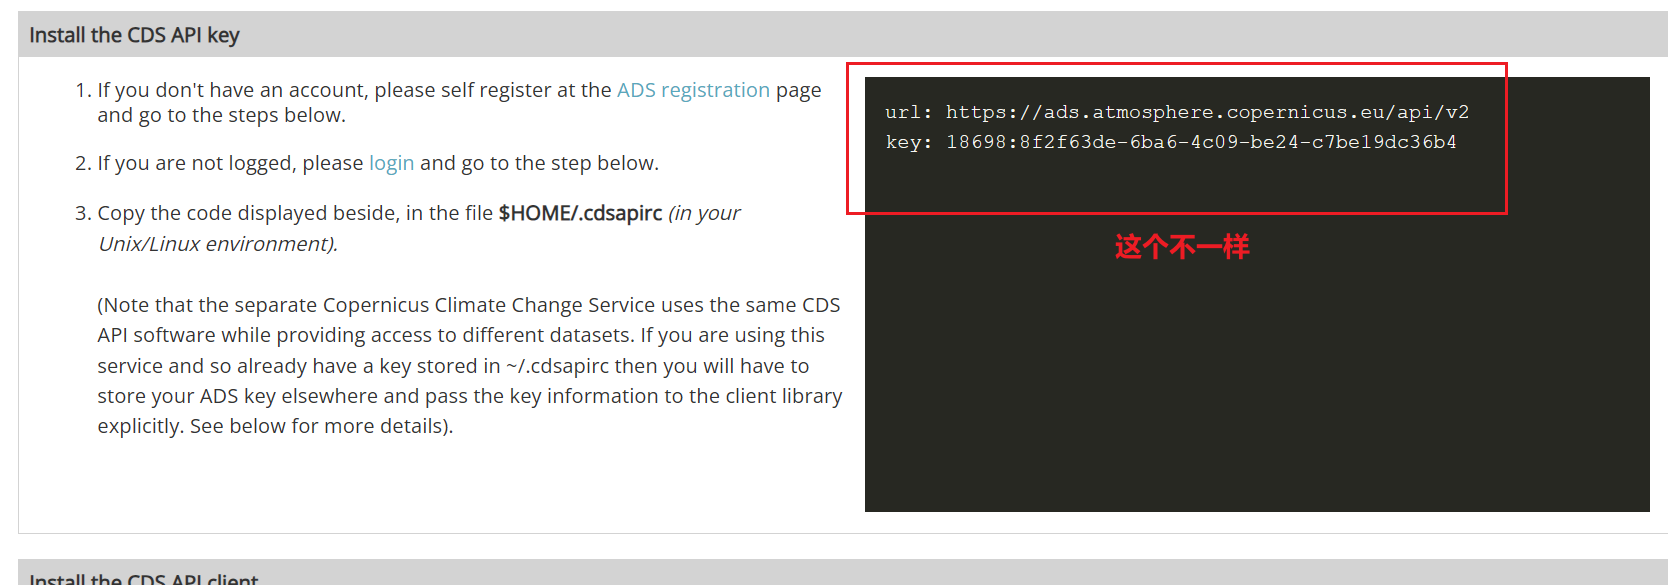 Install the CDS API key
1. If you don't have an account, please self register at the ADS registration page
and go to the steps below.
2. If you are not logged, please login and go to the step below.
3. Copy the code displayed beside, in the file $HOME/.cdsapirc (in your
Unix/Linux environment).
(Note that the separate Copernicus Climate Change Service uses the same CDS
API software while providing access to different datasets. If you are using this
service and so already have a key stored in ~/.cdsapirc then you will have to
store your ADS key elsewhere and pass the key information to the client library
explicitly. See below for more details).
url: https://ads.atmosphere.copernicus.eu/api/v2
key: 18698:8f2f63de-6ba6-4c09-be24-c7be19dc36b4
这个不一样
Install the CDS API client